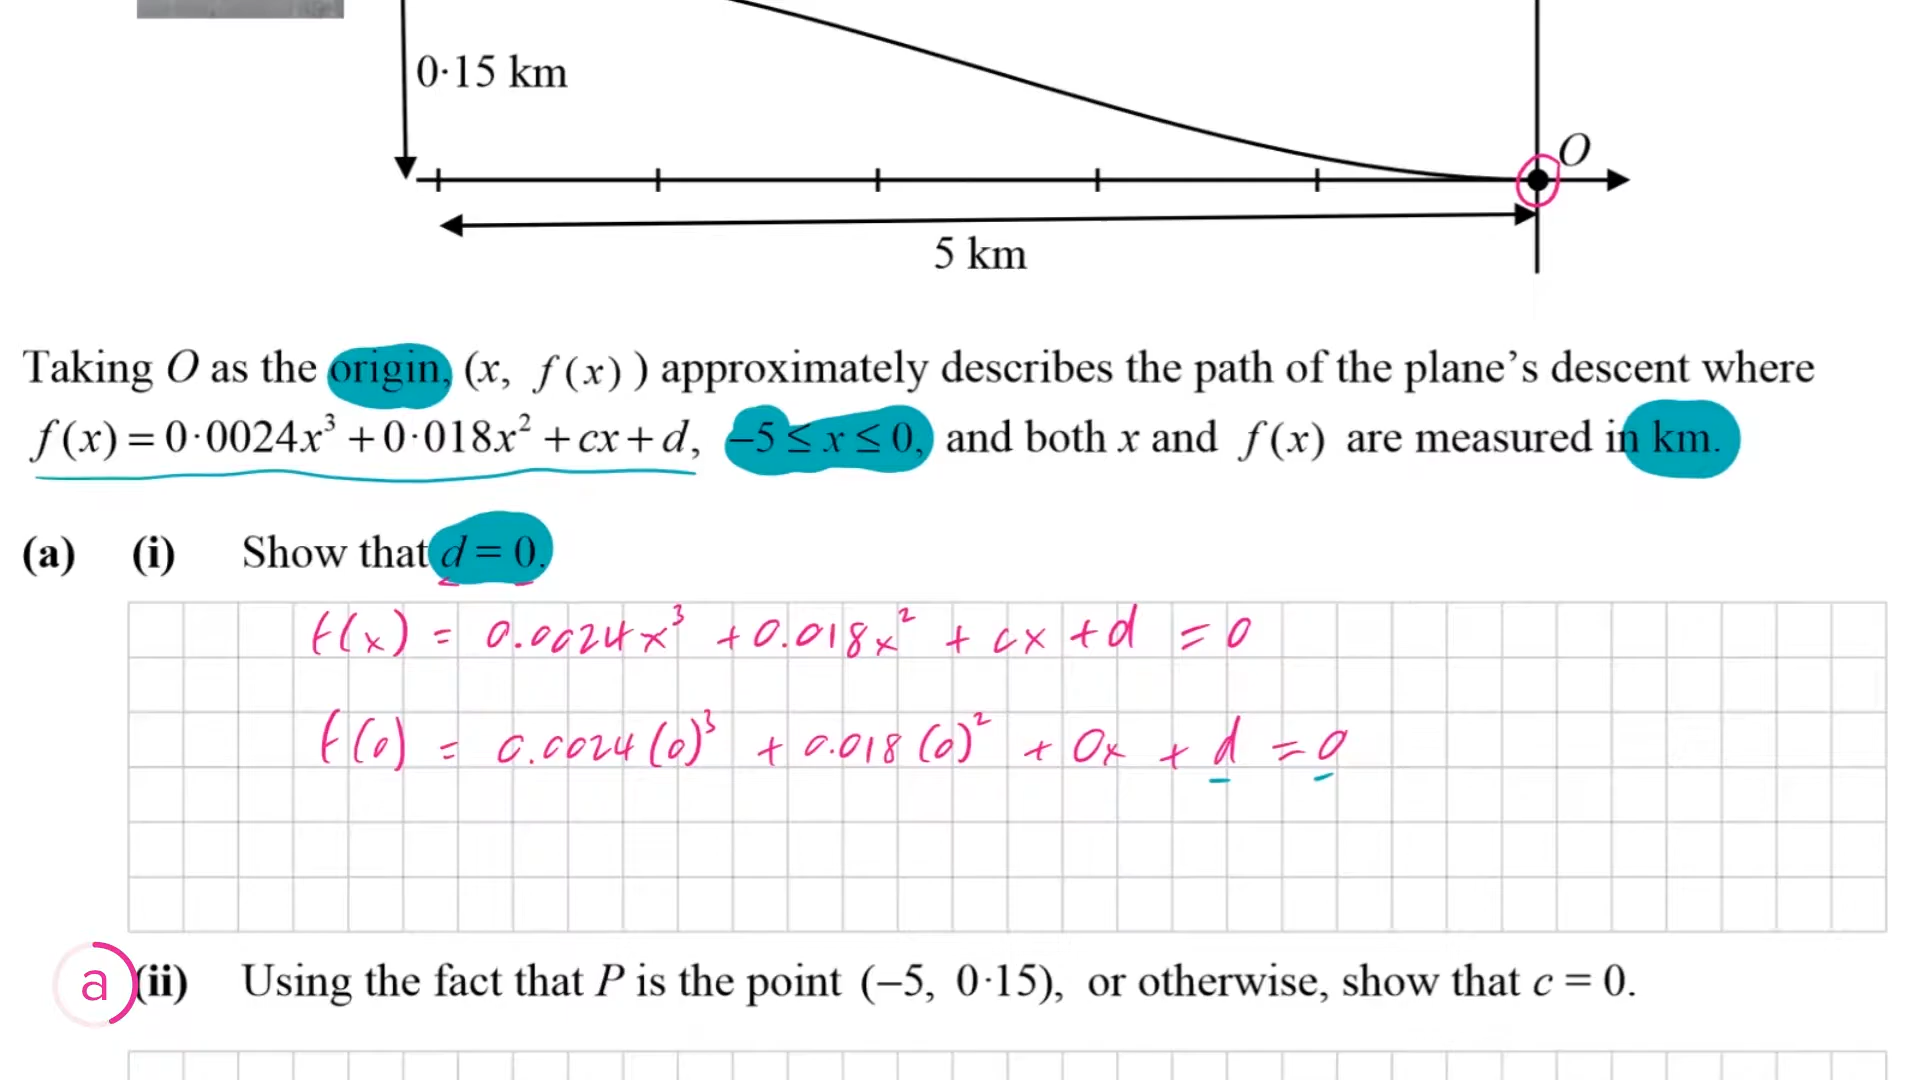 0·15 km
O
5 km
Taking O as the origin, (x, f(x)) approximately describes the path of the plane’s descent where
f(x) = 0·0024x³ + 0·018x² + cx + d, −5 ≤ x ≤ 0, and both x and f(x) are measured in km.
(a) (i) Show that d = 0.
f(x) = 0.0024x³ + 0.018x² + cx + d = 0
f(0) = 0.0024(0)³ + 0.018(0)² + 0x + d = 0
a (ii) Using the fact that P is the point (−5, 0·15), or otherwise, show that c = 0.